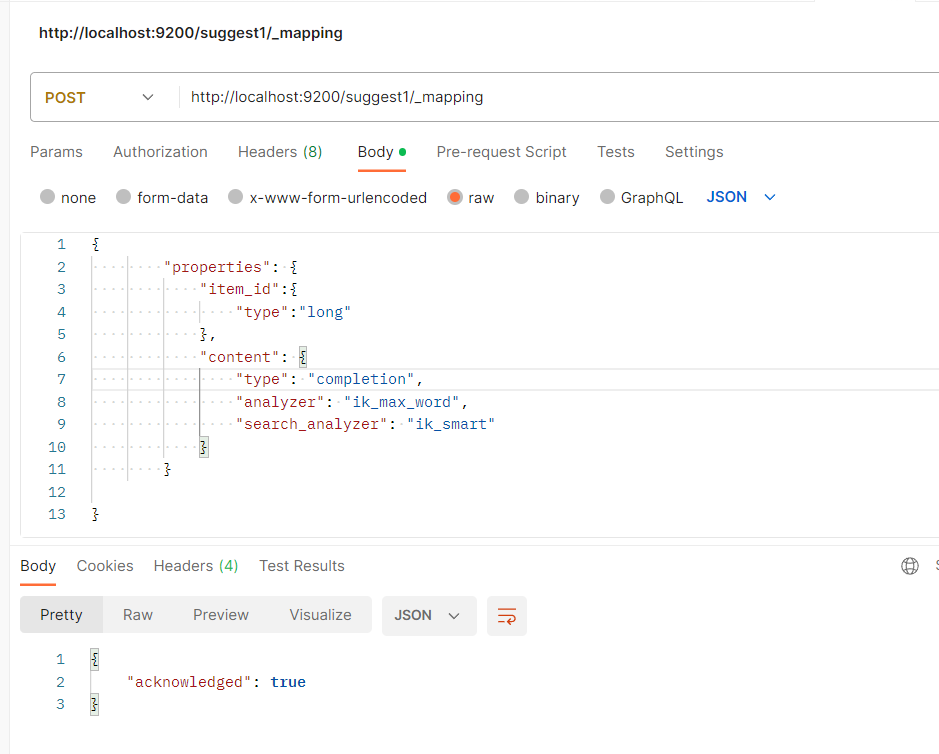 http://localhost:9200/suggest1/_mapping
POST http://localhost:9200/suggest1/_mapping
Params Authorization Headers (8) Body Pre-request Script Tests Settings
none form-data x-www-form-urlencoded raw binary GraphQL JSON
1 {
2 "properties": {
3 "item_id":{
4 "type":"long"
5 },
6 "content": {
7 "type": "completion",
8 "analyzer": "ik_max_word",
9 "search_analyzer": "ik_smart"
10 }
11 }
12
13 }
Body Cookies Headers (4) Test Results
Pretty Raw Preview Visualize JSON
1 {
2 "acknowledged": true
3 }